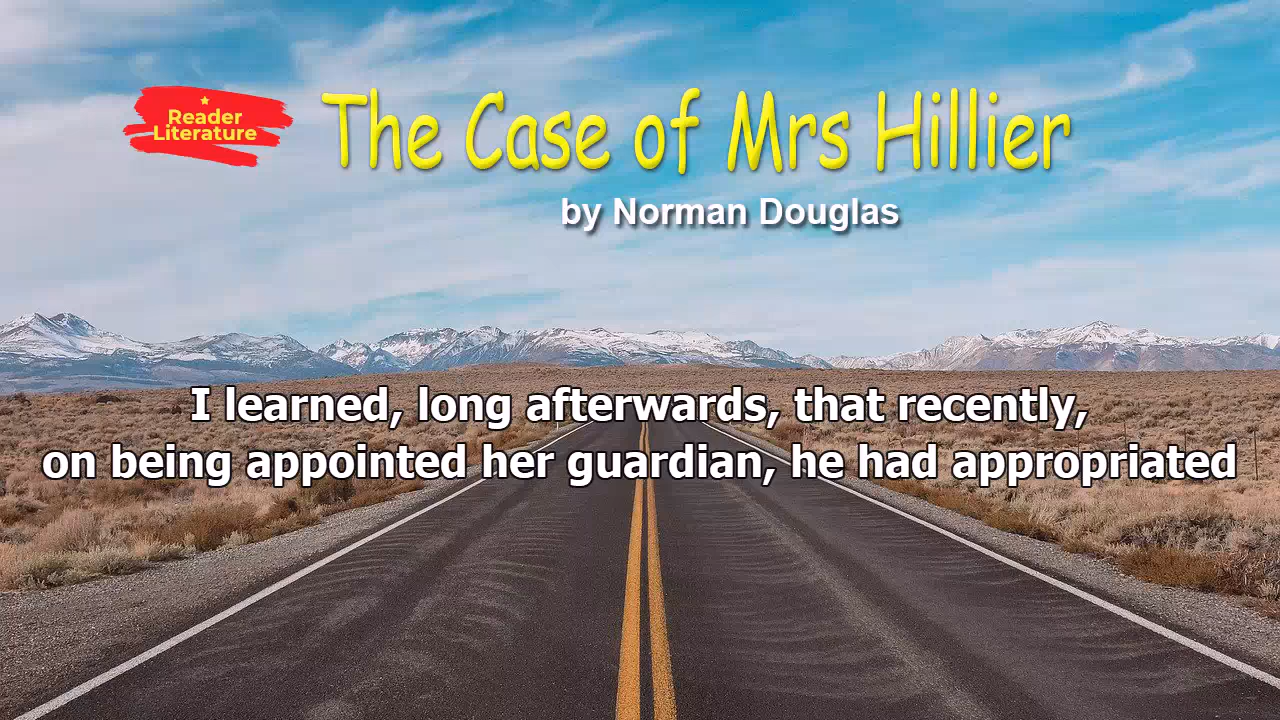 Reader
Literature
The Case of Mrs Hillier
by Norman Douglas
I learned, long afterwards, that recently,
on being appointed her guardian, he had appropriated